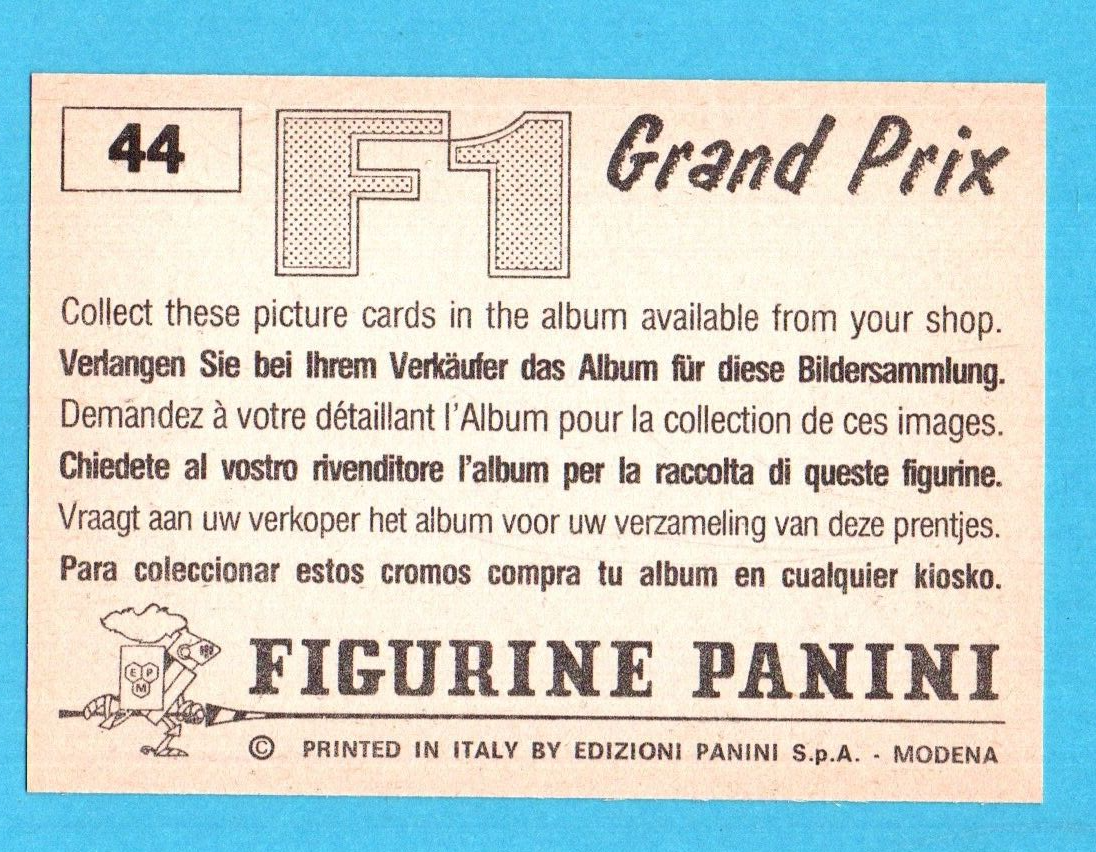 44
F1 Grand Prix
Collect these picture cards in the album available from your shop.
Verlangen Sie bei Ihrem Verkäufer das Album für diese Bildersammlung.
Demandez à votre détaillant l'Album pour la collection de ces images.
Chiedete al vostro rivenditore l'album per la raccolta di queste figurine.
Vraagt aan uw verkoper het album voor uw verzameling van deze prentjes.
Para coleccionar estos cromos compra tu album en cualquier kiosko.
E P
M
FIGURINE PANINI
© PRINTED IN ITALY BY EDIZIONI PANINI S.p.A. - MODENA